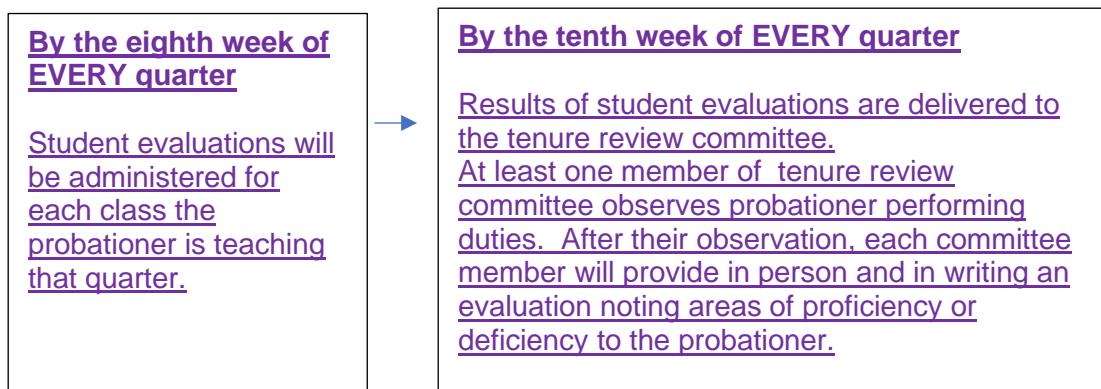 By the eighth week of
EVERY quarter
Student evaluations will
be administered for
each class the
probationer is teaching
that quarter.
By the tenth week of EVERY quarter
Results of student evaluations are delivered to
the tenure review committee.
At least one member of  tenure review
committee observes probationer performing
duties.  After their observation, each committee
member will provide in person and in writing an
evaluation noting areas of proficiency or
deficiency to the probationer.